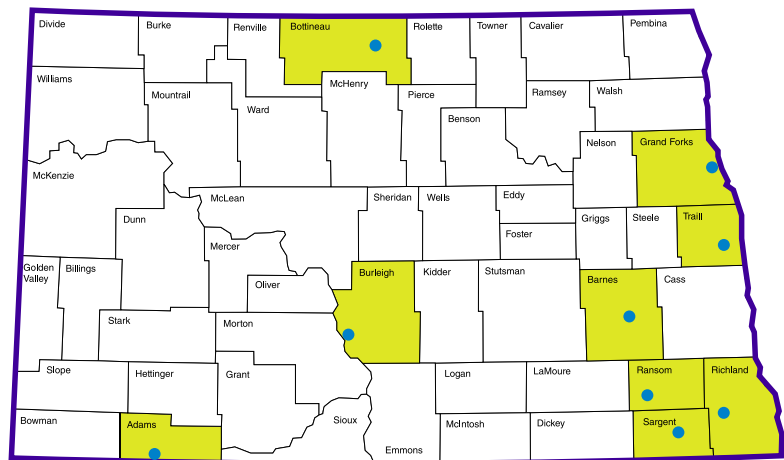 Divide
Burke
Renville
Bottineau
Rolette
Towner
Cavalier
Pembina
Williams
Mountrail
Ward
McHenry
Pierce
Benson
Ramsey
Walsh
McKenzie
Nelson
Grand Forks
Dunn
McLean
Sheridan
Wells
Eddy
Foster
Griggs
Steele
Traill
Mercer
Oliver
Golden
Valley
Billings
Burleigh
Kidder
Stutsman
Barnes
Cass
Stark
Morton
Slope
Hettinger
Grant
Logan
LaMoure
Ransom
Richland
Bowman
Adams
Sioux
Emmons
McIntosh
Dickey
Sargent